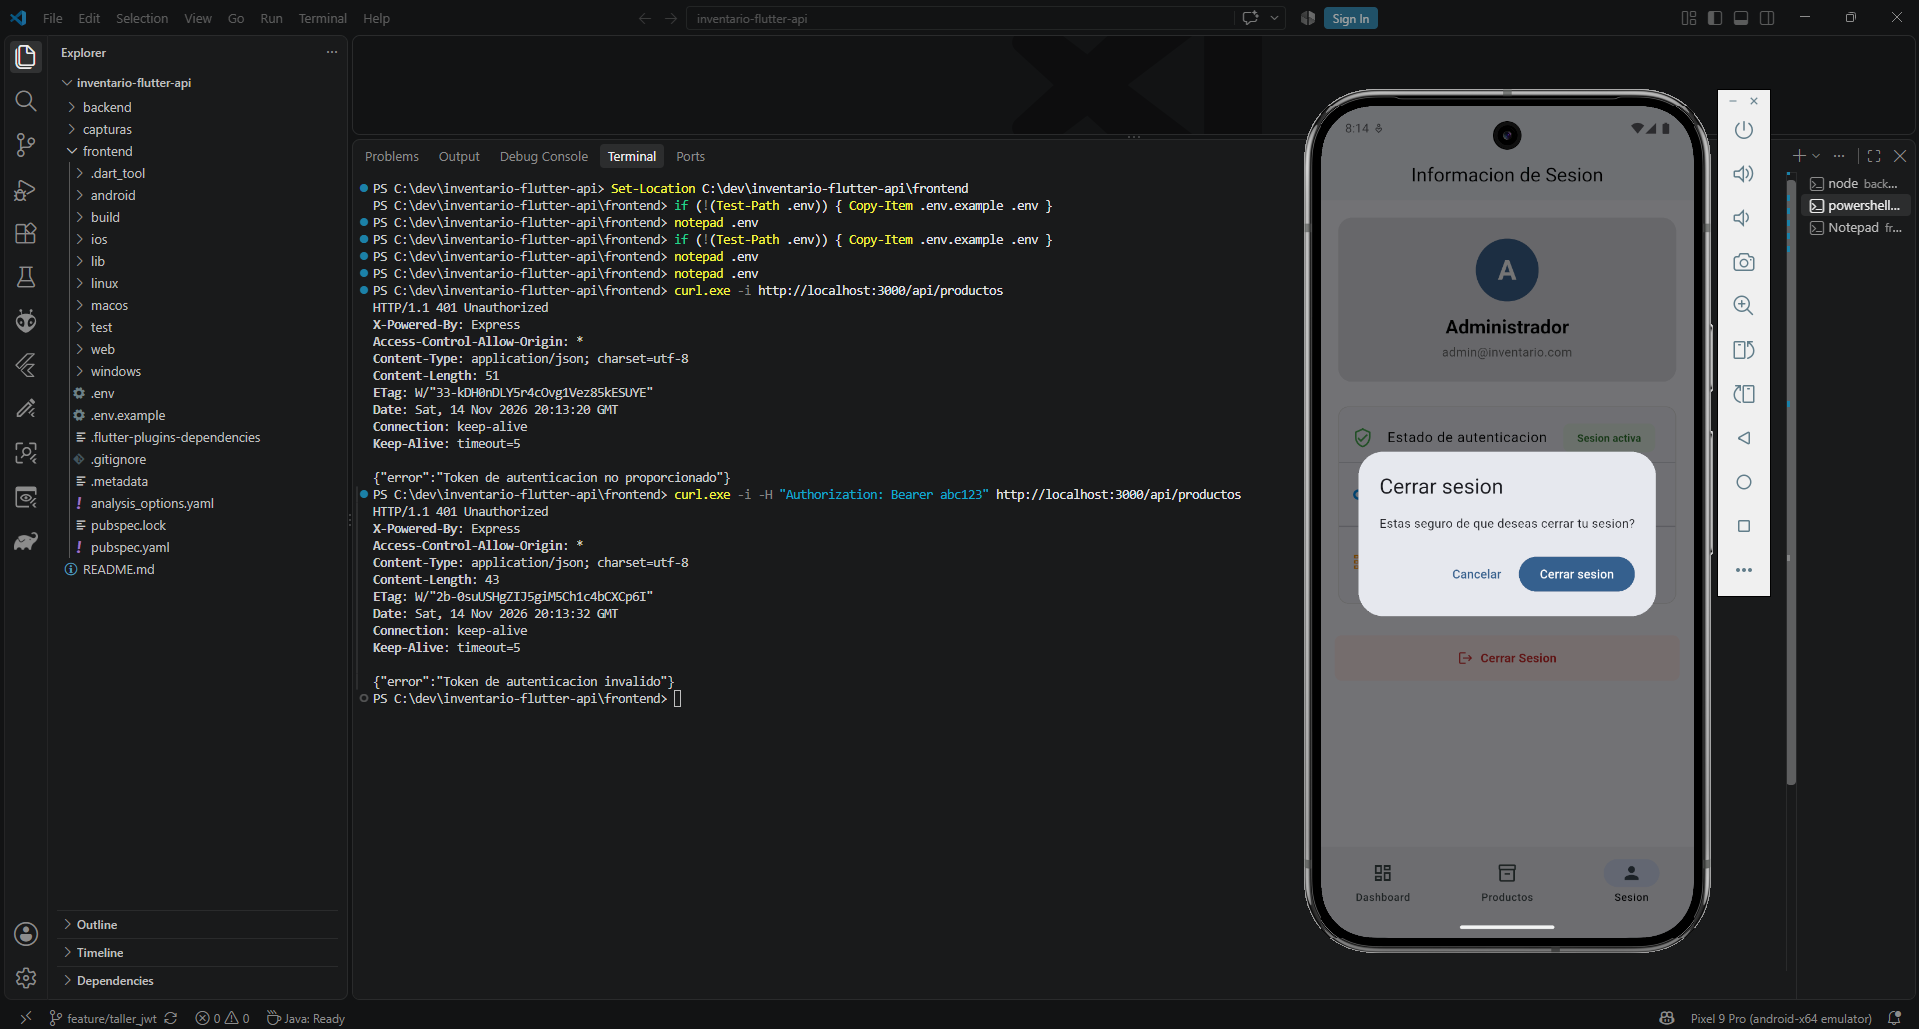 File Edit Selection View Go Run Terminal Help
inventario-flutter-api
Sign In
Explorer
inventario-flutter-api
backend
capturas
frontend
.dart_tool
android
build
ios
lib
linux
macos
test
web
windows
.env
.env.example
.flutter-plugins-dependencies
.gitignore
.metadata
analysis_options.yaml
pubspec.lock
pubspec.yaml
README.md
Outline
Timeline
Dependencies
Problems Output Debug Console Terminal Ports
PS C:\dev\inventario-flutter-api> Set-Location C:\dev\inventario-flutter-api\frontend
PS C:\dev\inventario-flutter-api\frontend> if (!(Test-Path .env)) { Copy-Item .env.example .env }
PS C:\dev\inventario-flutter-api\frontend> notepad .env
PS C:\dev\inventario-flutter-api\frontend> if (!(Test-Path .env)) { Copy-Item .env.example .env }
PS C:\dev\inventario-flutter-api\frontend> notepad .env
PS C:\dev\inventario-flutter-api\frontend> notepad .env
PS C:\dev\inventario-flutter-api\frontend> curl.exe -i http://localhost:3000/api/productos
HTTP/1.1 401 Unauthorized
X-Powered-By: Express
Access-Control-Allow-Origin: *
Content-Type: application/json; charset=utf-8
Content-Length: 51
ETag: W/"33-kDH0nDLY5r4cOvg1Vez85kESUYE"
Date: Sat, 14 Nov 2026 20:13:20 GMT
Connection: keep-alive
Keep-Alive: timeout=5
{"error":"Token de autenticacion no proporcionado"}
PS C:\dev\inventario-flutter-api\frontend> curl.exe -i -H "Authorization: Bearer abc123" http://localhost:3000/api/productos
HTTP/1.1 401 Unauthorized
X-Powered-By: Express
Access-Control-Allow-Origin: *
Content-Type: application/json; charset=utf-8
Content-Length: 43
ETag: W/"2b-0suUSHgZIJ5giM5Ch1c4bCXCp6I"
Date: Sat, 14 Nov 2026 20:13:32 GMT
Connection: keep-alive
Keep-Alive: timeout=5
{"error":"Token de autenticacion invalido"}
PS C:\dev\inventario-flutter-api\frontend>
node back...
powershell...
Notepad fr...
8:14
Informacion de Sesion
A
Administrador
admin@inventario.com
Estado de autenticacion Sesion activa
Cerrar sesion
Estas seguro de que deseas cerrar tu sesion?
Cancelar Cerrar sesion
Cerrar Sesion
Dashboard Productos Sesion
feature/taller_jwt 0 0 Java: Ready
Pixel 9 Pro (android-x64 emulator)